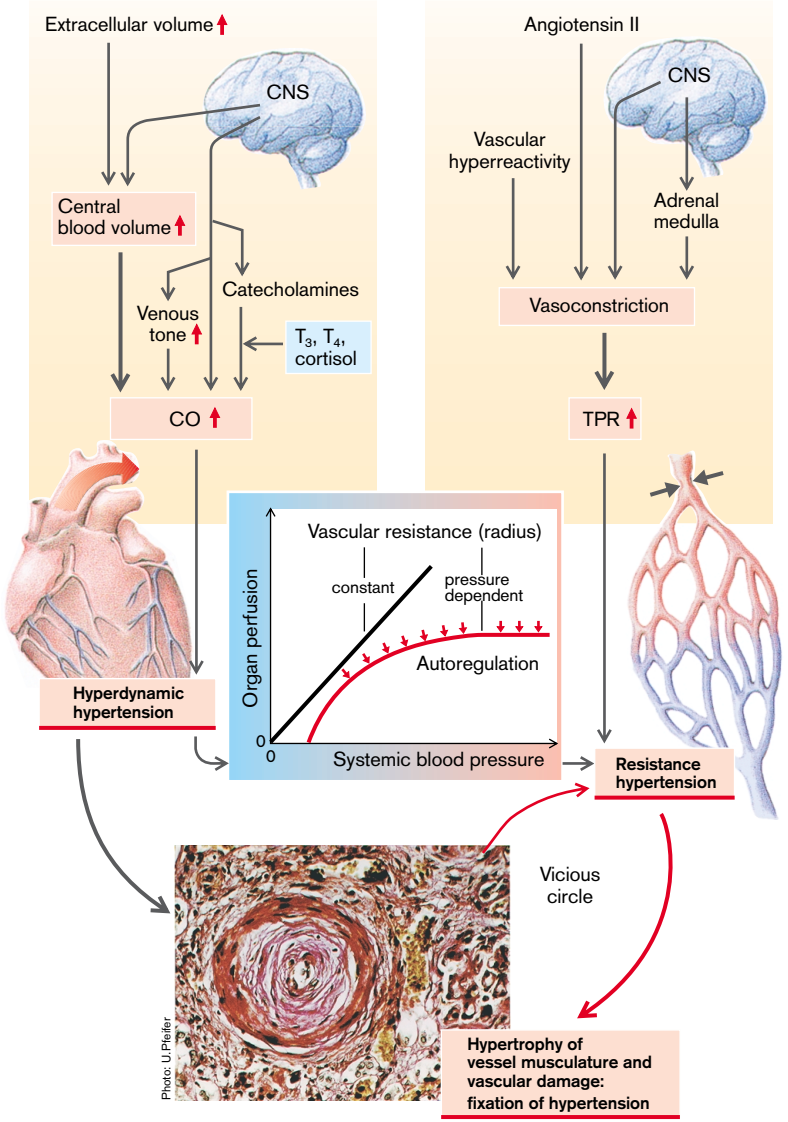 Extracellular volume
CNS
Central
blood volume
Venous
tone
Catecholamines
T3, T4,
cortisol
CO
Hyperdynamic
hypertension
Angiotensin II
CNS
Vascular
hyperreactivity
Adrenal
medulla
Vasoconstriction
TPR
Vascular resistance (radius)
constant
pressure
dependent
Autoregulation
Organ perfusion
0
0
Systemic blood pressure
Resistance
hypertension
Vicious
circle
Photo: U.Pfeifer
Hypertrophy of
vessel musculature and
vascular damage:
fixation of hypertension